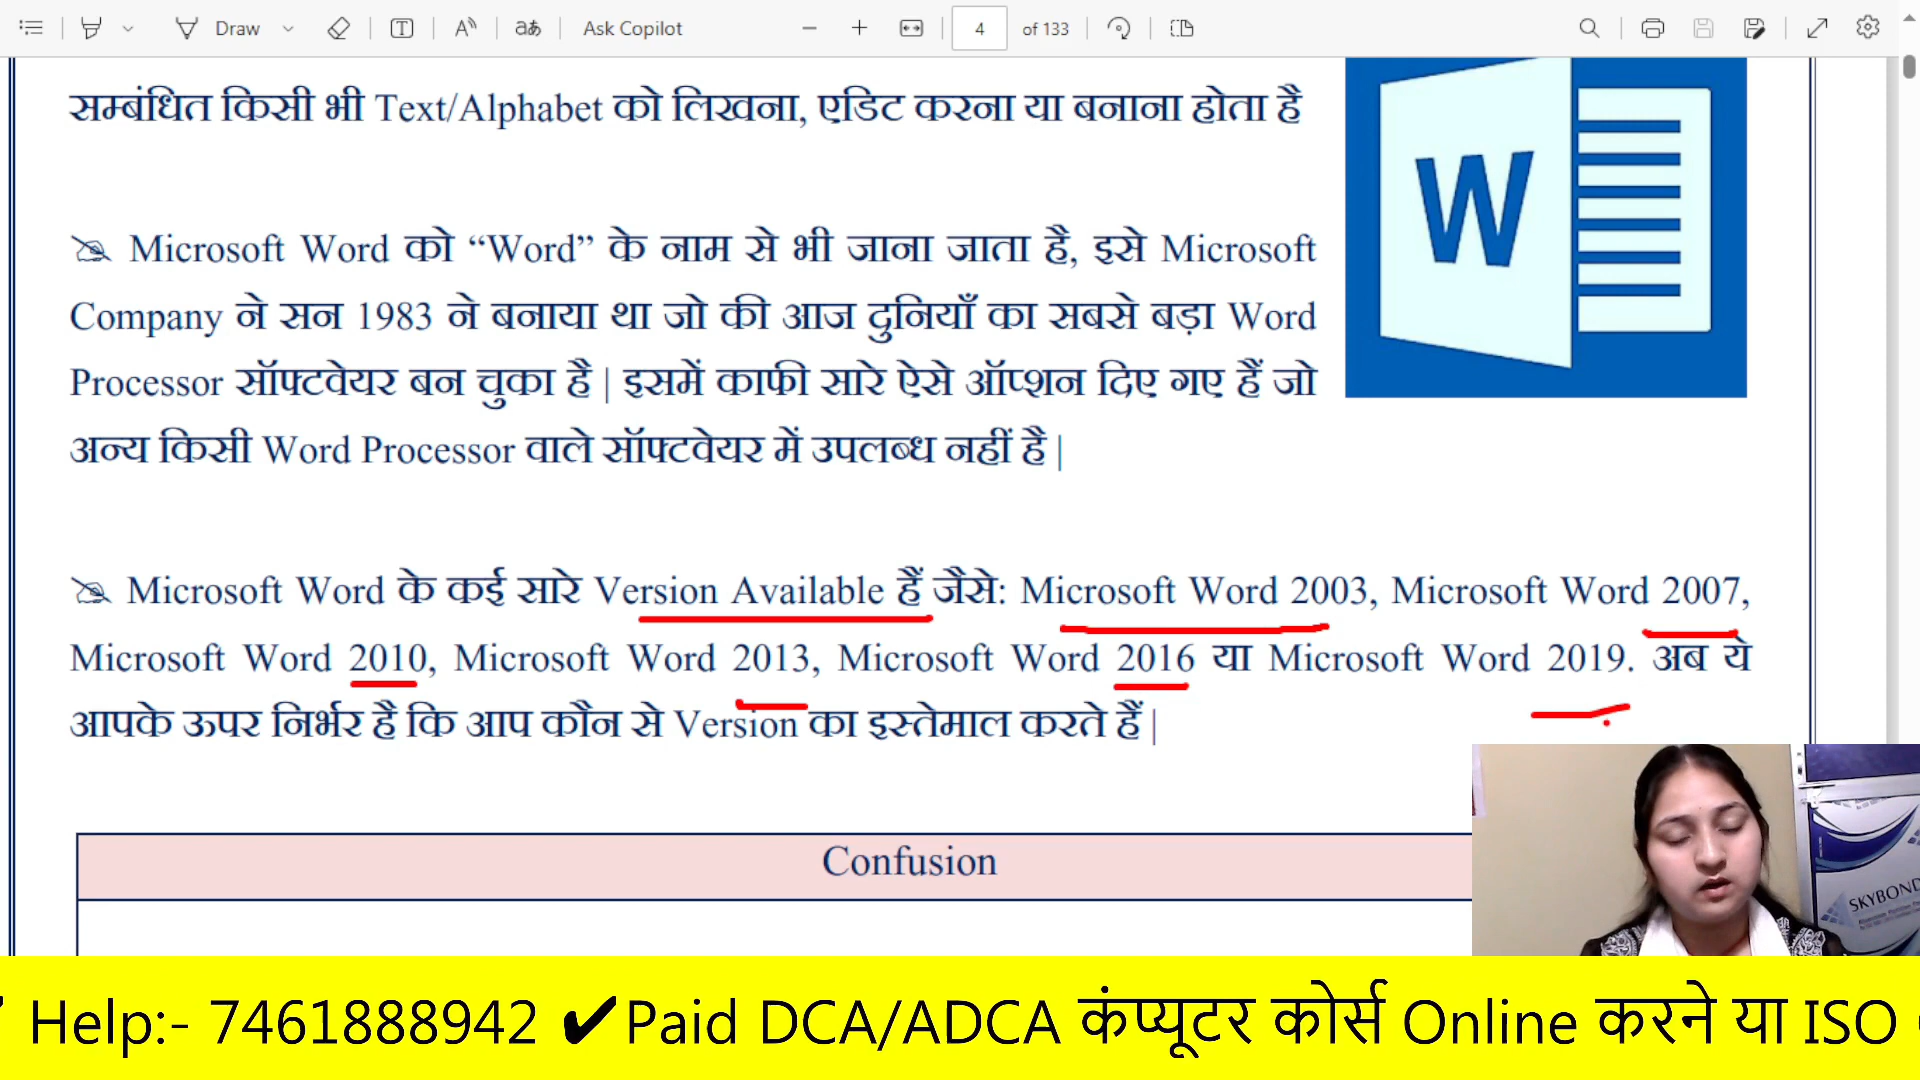 Draw
Ask Copilot
4 of 133
सम्बंधित किसी भी Text/Alphabet को लिखना, एडिट करना या बनाना होता है
W
Microsoft Word को “Word” के नाम से भी जाना जाता है, इसे Microsoft
Company ने सन 1983 ने बनाया था जो की आज दुनियाँ का सबसे बड़ा Word
Processor सॉफ्टवेयर बन चुका है | इसमें काफी सारे ऐसे ऑप्शन दिए गए हैं जो
अन्य किसी Word Processor वाले सॉफ्टवेयर में उपलब्ध नहीं है |
Microsoft Word के कई सारे Version Available हैं जैसे: Microsoft Word 2003, Microsoft Word 2007,
Microsoft Word 2010, Microsoft Word 2013, Microsoft Word 2016 या Microsoft Word 2019. अब ये
आपके ऊपर निर्भर है कि आप कौन से Version का इस्तेमाल करते हैं |
Confusion
SKYBOND
Help:- 7461888942 ✔Paid DCA/ADCA कंप्यूटर कोर्स Online करने या ISO